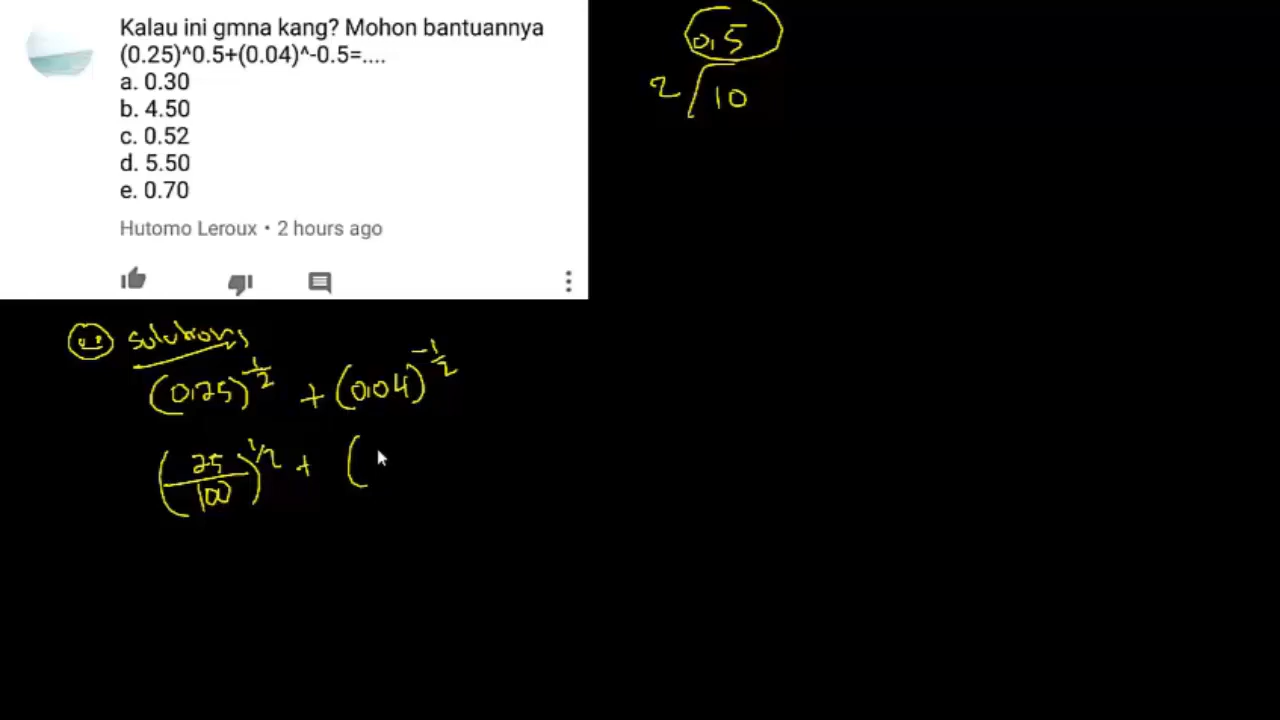 Kalau ini gmna kang? Mohon bantuannya
(0.25)^0.5+(0.04)^-0.5=....
a. 0.30
b. 4.50
c. 0.52
d. 5.50
e. 0.70
Hutomo Leroux • 2 hours ago
0,5
2 / 10
solutions
(0,25)^1/2 + (0,04)^-1/2
(25/100)^1/2 + (